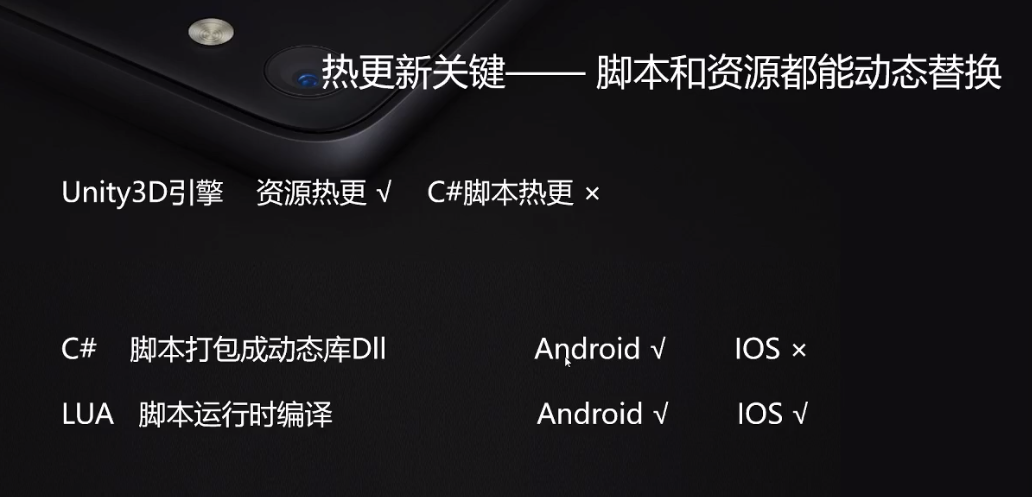 热更新关键—— 脚本和资源都能动态替换
Unity3D引擎 资源热更 √ C#脚本热更 ×
C# 脚本打包成动态库Dll Android √ IOS ×
LUA 脚本运行时编译 Android √ IOS √